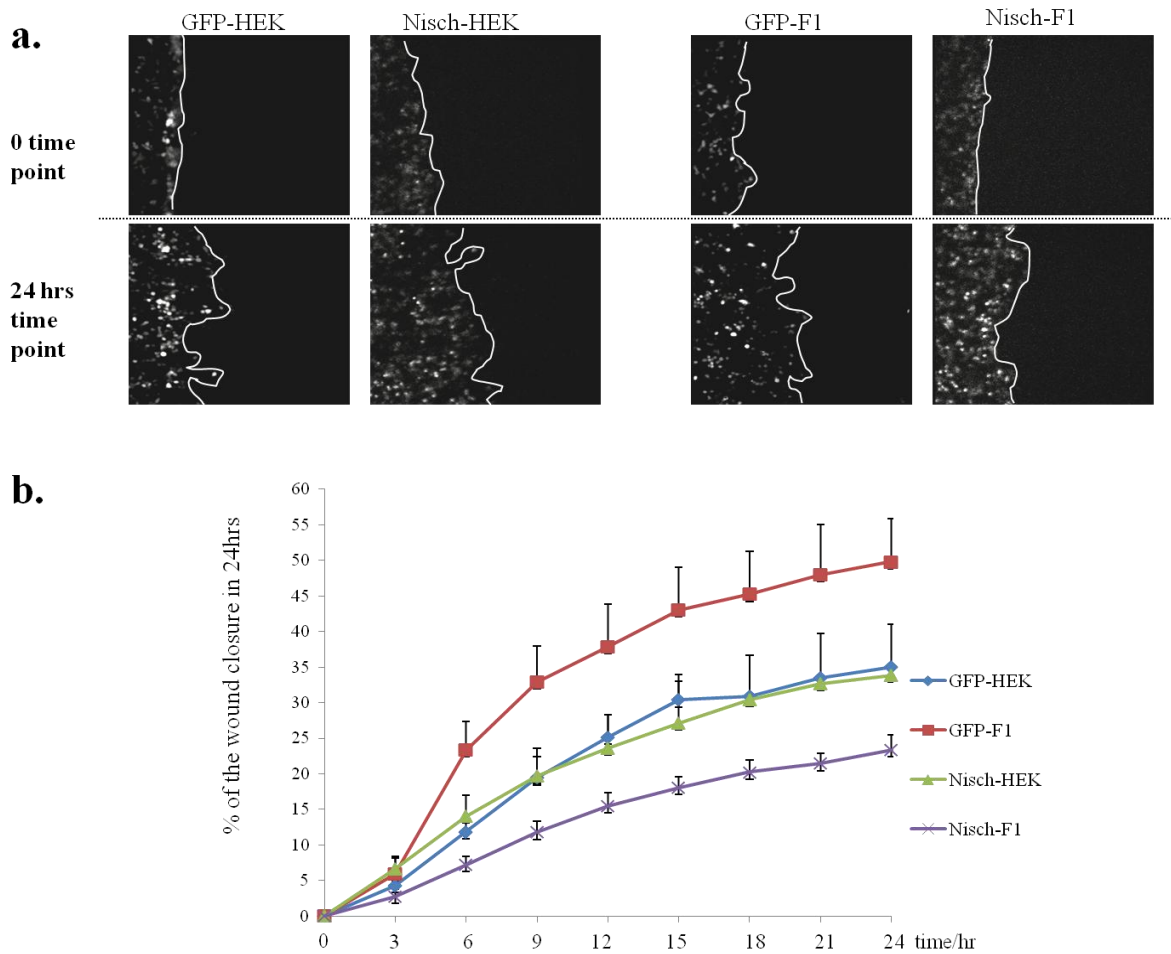 a.
GFP-HEK
Nisch-HEK
GFP-F1
Nisch-F1
0 time
point
24 hrs
time
point
b.
% of the wound closure in 24hrs
60
55
50
45
40
35
30
25
20
15
10
5
0
0 3 6 9 12 15 18 21 24 time/hr
GFP-HEK
GFP-F1
Nisch-HEK
Nisch-F1